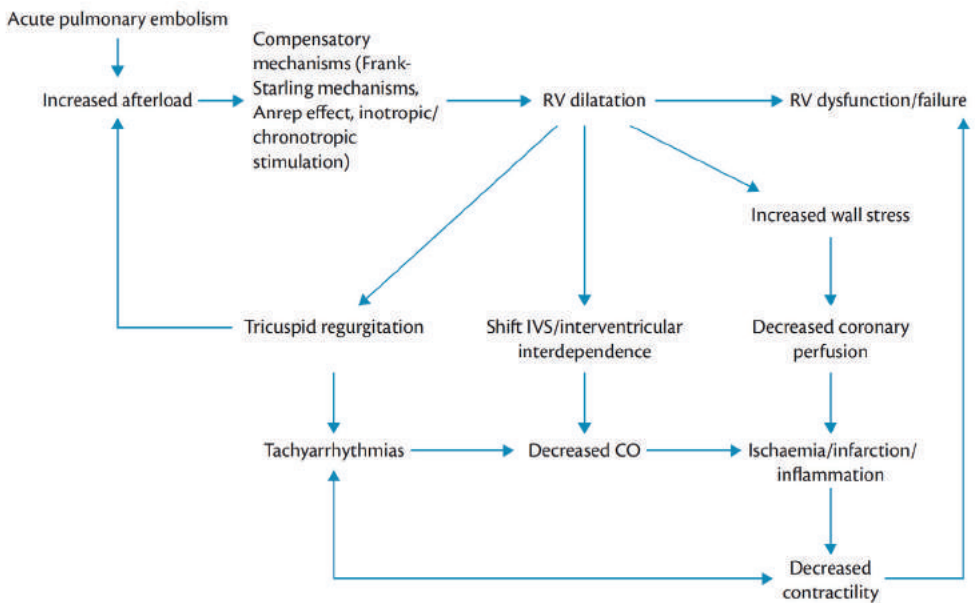 Acute pulmonary embolism
Increased afterload
Compensatory
mechanisms (Frank-
Starling mechanisms,
Anrep effect, inotropic/
chronotropic
stimulation)
RV dilatation
RV dysfunction/failure
Increased wall stress
Tricuspid regurgitation
Shift IVS/interventricular
interdependence
Decreased coronary
perfusion
Tachyarrhythmias
Decreased CO
Ischaemia/infarction/
inflammation
Decreased
contractility